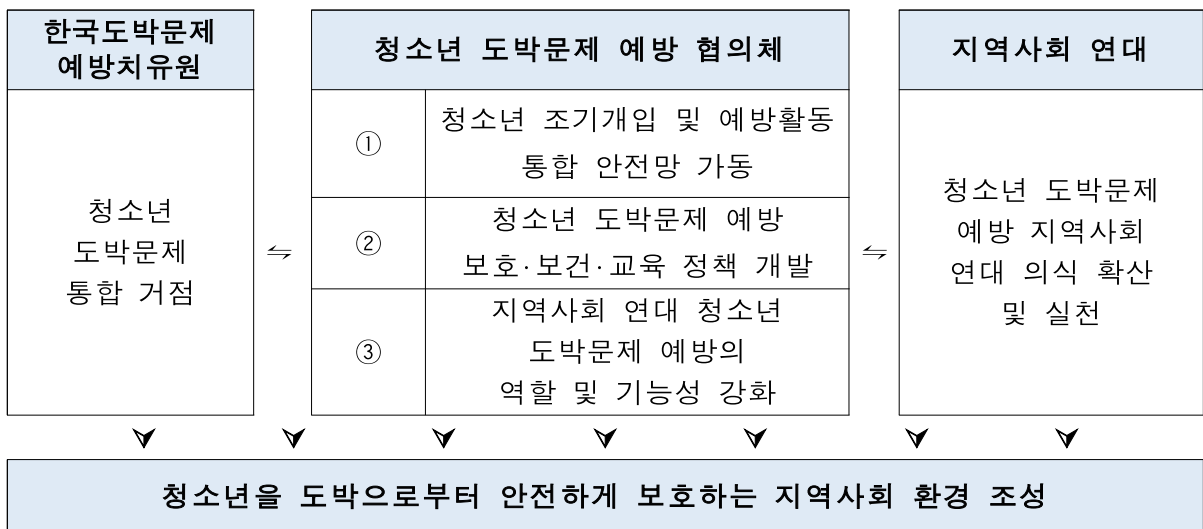 한국도박문제
예방치유원
청소년
도박문제
통합 거점
⇋
청소년 도박문제 예방 협의체
①
청소년 조기개입 및 예방활동
통합 안전망 가동
②
청소년 도박문제 예방
보호·보건·교육 정책 개발
③
지역사회 연대 청소년
도박문제 예방의
역할 및 기능성 강화
⇋
지역사회 연대
청소년 도박문제
예방 지역사회
연대 의식 확산
및 실천
청소년을 도박으로부터 안전하게 보호하는 지역사회 환경 조성